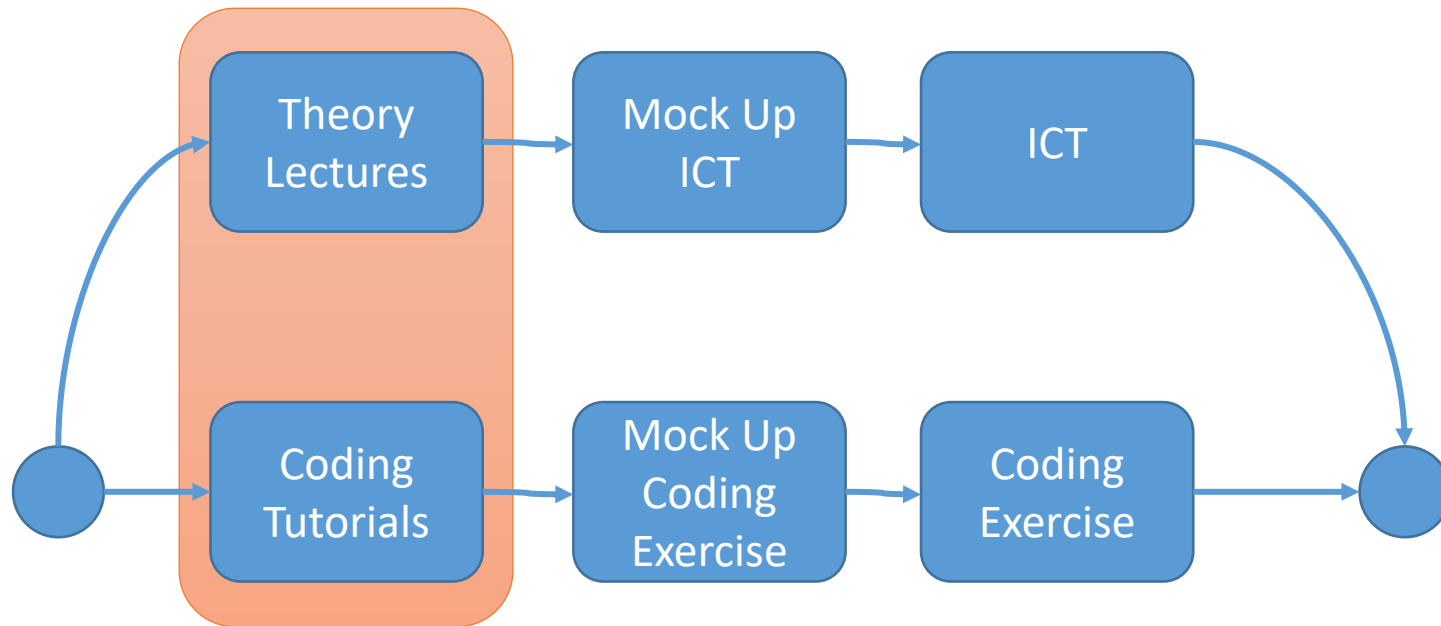 Theory
Lectures
Mock Up
ICT
ICT
Coding
Tutorials
Mock Up
Coding
Exercise
Coding
Exercise